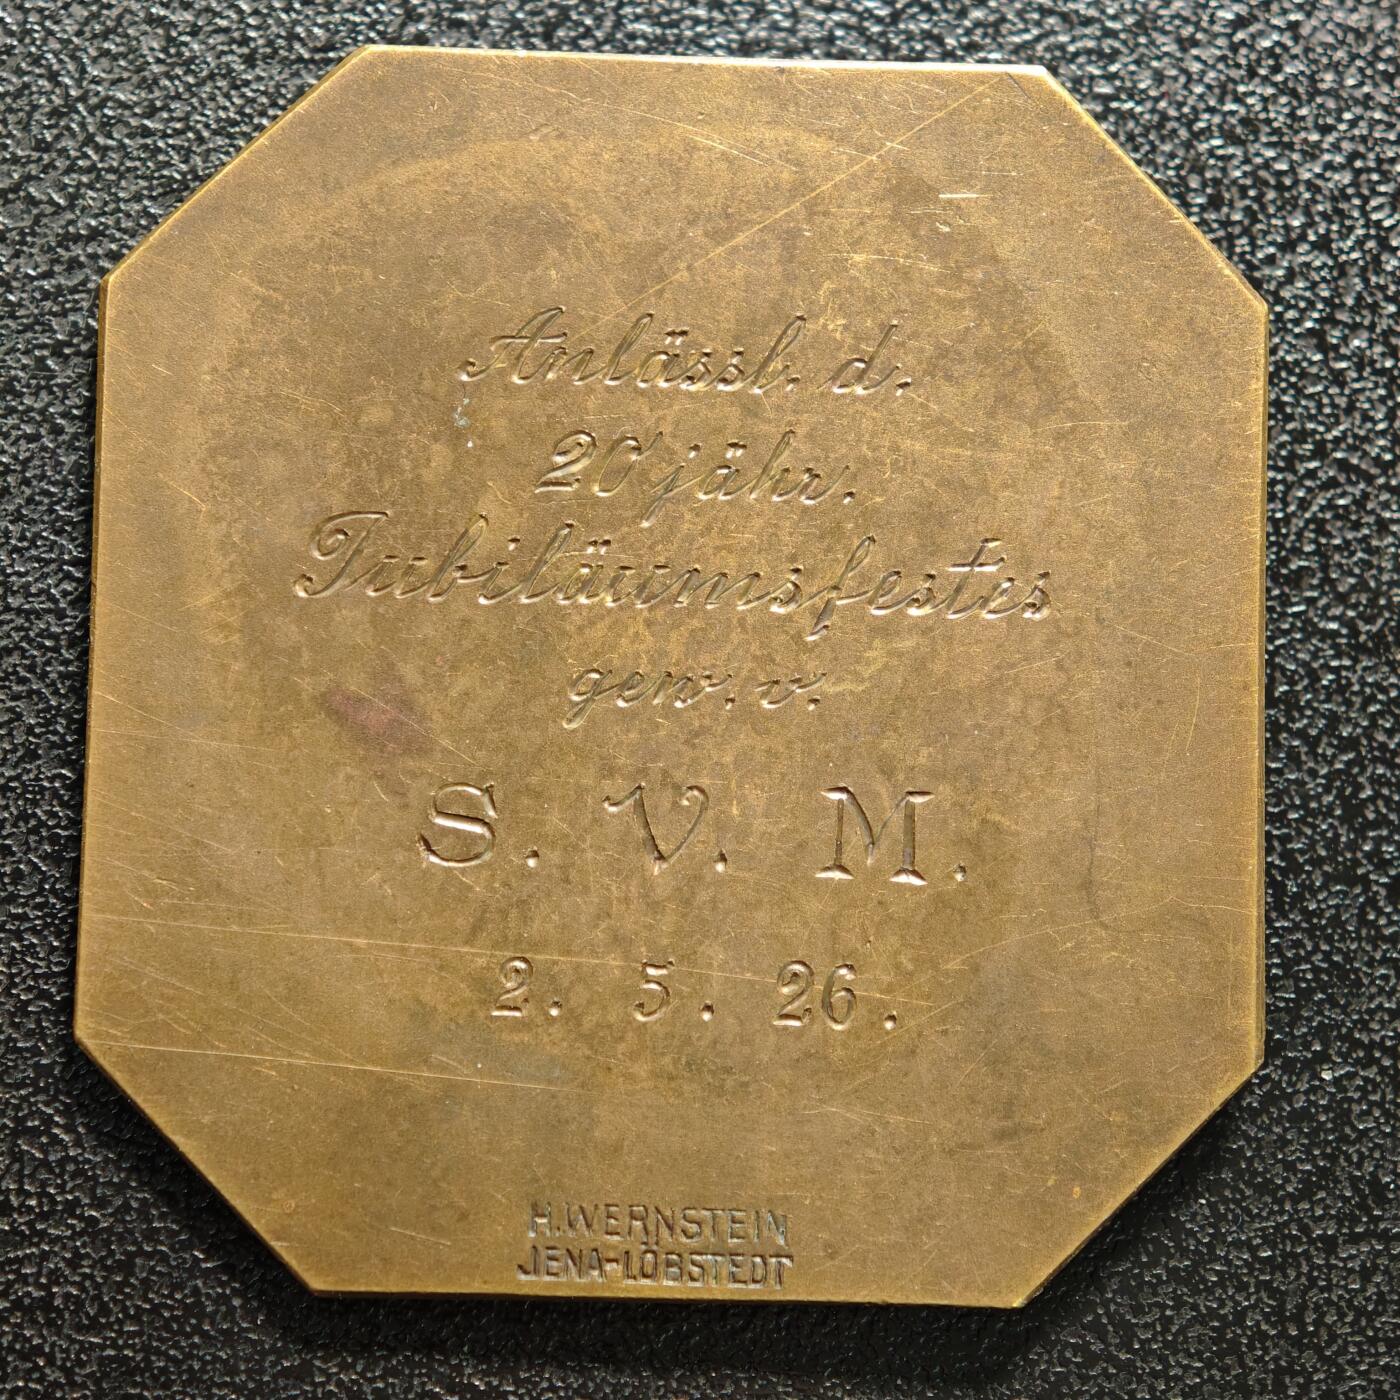 Anlässl. d.
20 jähr.
Jubiläumsfestes
gew. v.
S. V. M.
2. 5. 26.
H. WERNSTEIN
JENA-LÖBSTEDT